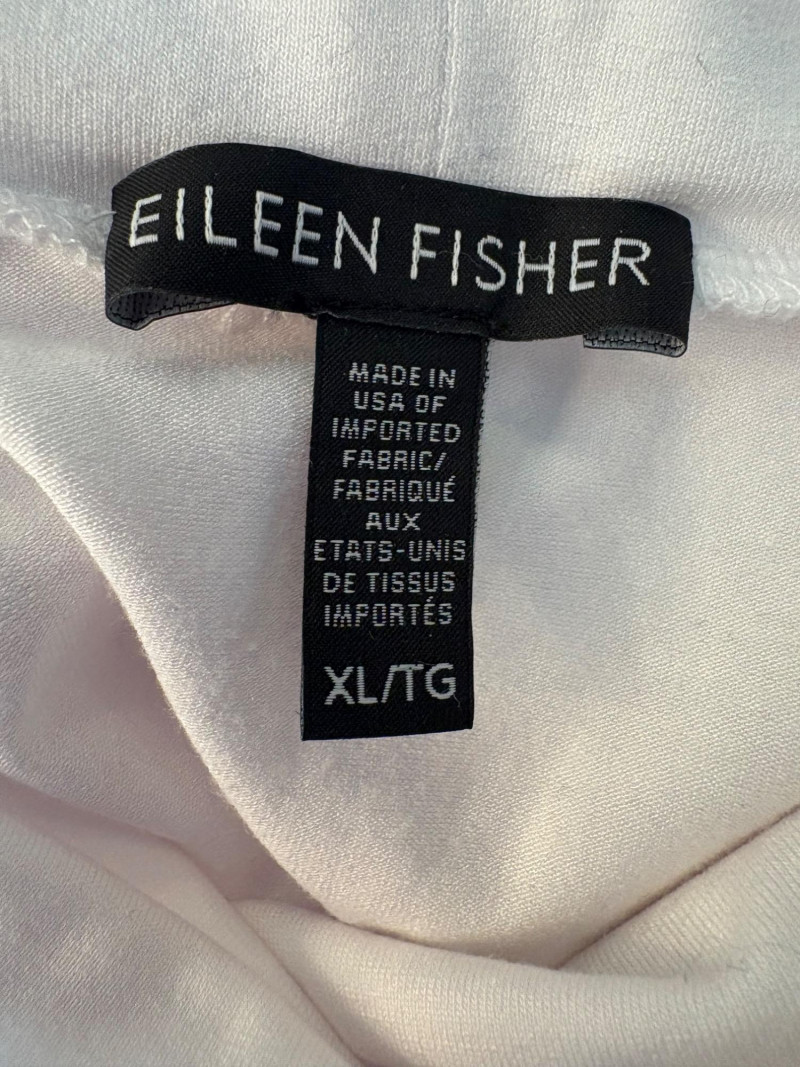 EILEEN FISHER
MADE IN
USA OF
IMPORTED
FABRIC/
FABRIQUÉ
AUX
ETATS-UNIS
DE TISSUS
IMPORTÉS
XL/TG